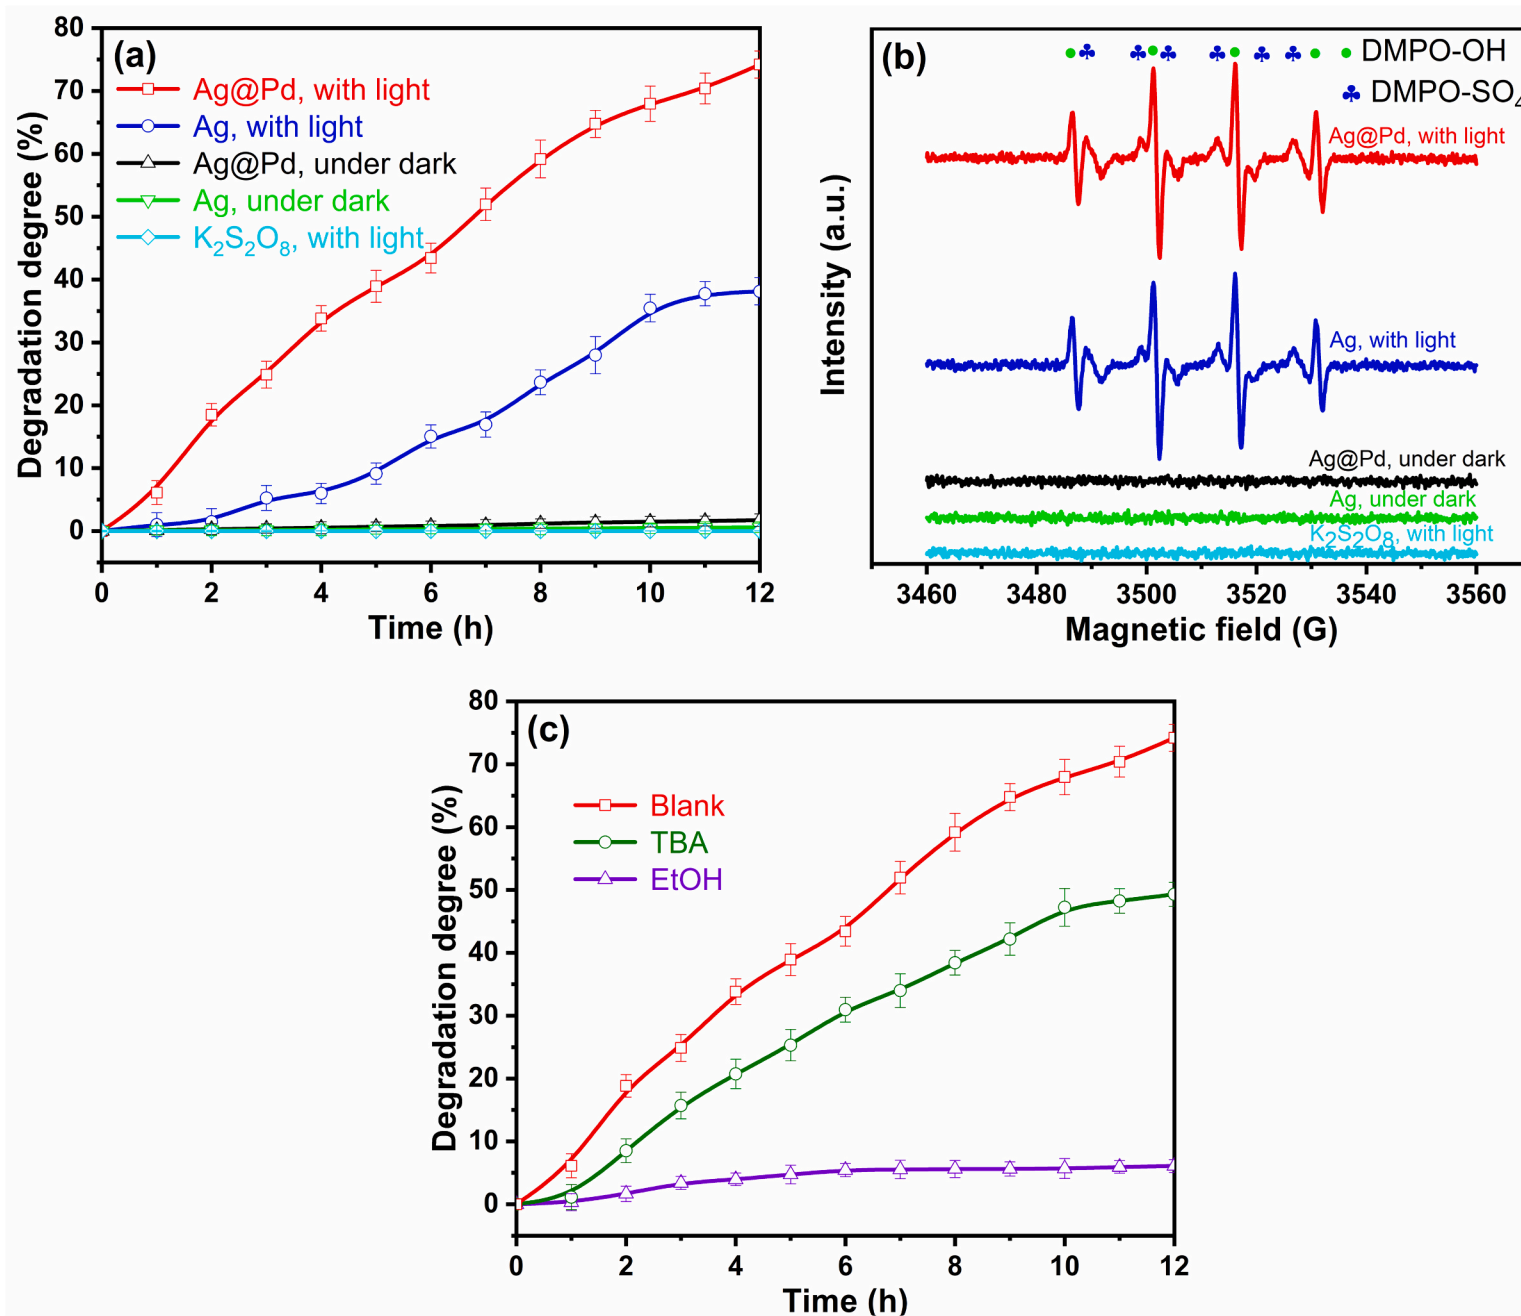 (a)
Ag@Pd, with light
Ag, with light
Ag@Pd, under dark
Ag, under dark
K₂S₂O₈, with light
Degradation degree (%)
80
70
60
50
40
30
20
10
0
0 2 4 6 8 10 12
Time (h)
(b)
DMPO-OH
DMPO-SO₄
Ag@Pd, with light
Ag, with light
Ag@Pd, under dark
Ag, under dark
K₂S₂O₈, with light
Intensity (a.u.)
3460 3480 3500 3520 3540 3560
Magnetic field (G)
(c)
Blank
TBA
EtOH
Degradation degree (%)
80
70
60
50
40
30
20
10
0
0 2 4 6 8 10 12
Time (h)